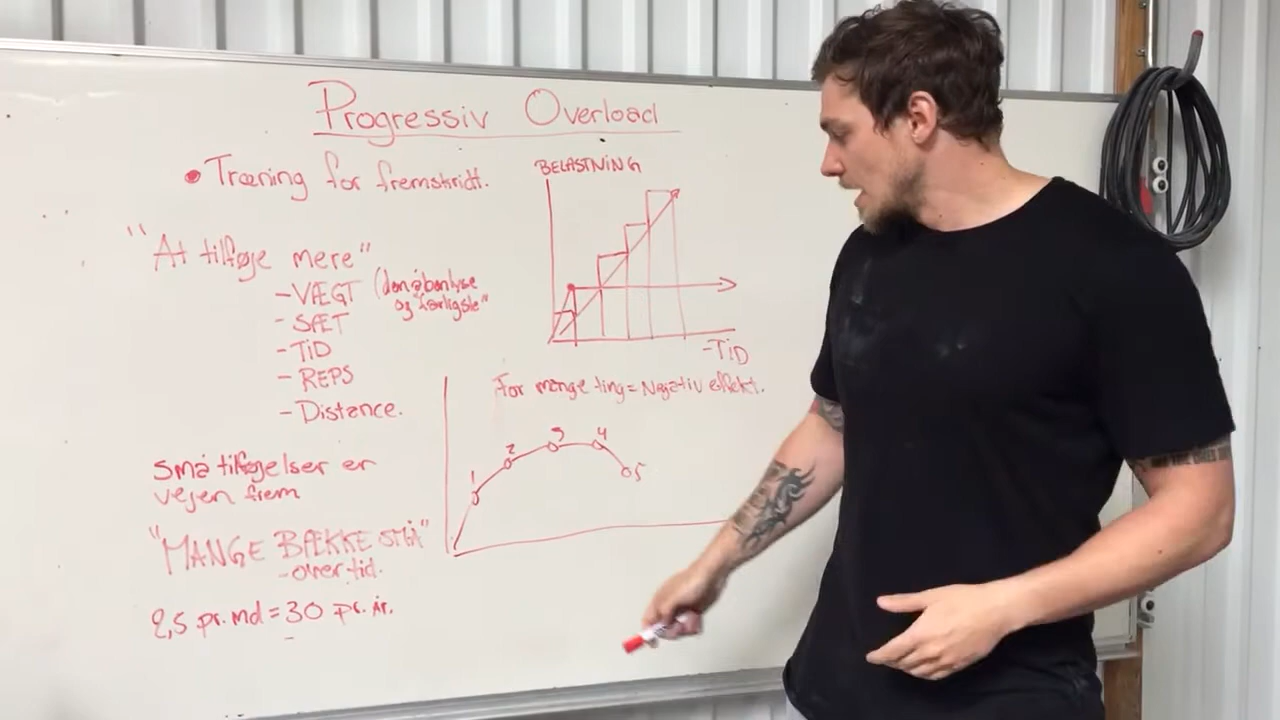 Progressiv Overload
• Træning for fremskridt.
"At tilføje mere"
- VÆGT (den åbenlyse
og "farligste"
- SÆT
- TiD
- REPS
- Distance.
små tilføjelser er
vejen frem
"MANGE BÆKKE SMÅ"
- over tid.
2,5 pr. md = 30 pr. år.
BELASTNiNG
- TiD
For mange ting = Negativ effekt.
1 2 3 4 5